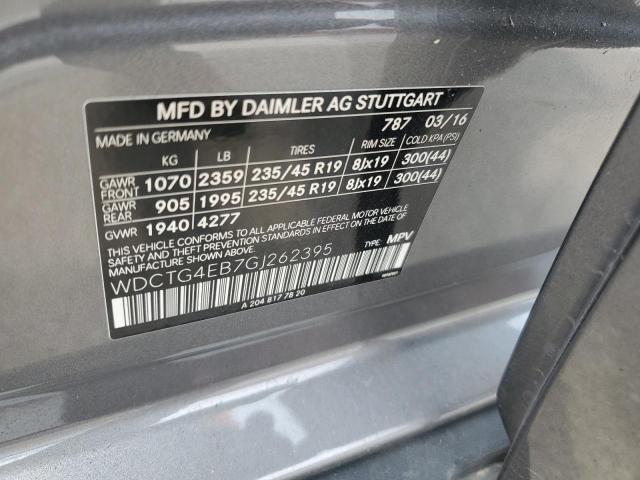 MFD BY DAIMLER AG STUTTGART
MADE IN GERMANY 787 03/16
KG LB TIRES RIM SIZE COLD KPA (PSI)
GAWR FRONT 1070 2359 235/45 R19 8Jx19 300(44)
GAWR REAR 905 1995 235/45 R19 8Jx19 300(44)
GVWR 1940 4277
THIS VEHICLE CONFORMS TO ALL APPLICABLE FEDERAL MOTOR VEHICLE
SAFETY AND THEFT PREVENTION STANDARDS IN EFFECT ON THE DATE
OF MANUFACTURE SHOWN ABOVE.
WDCTG4EB7GJ262395 TYPE: MPV
A 204 817 78 20